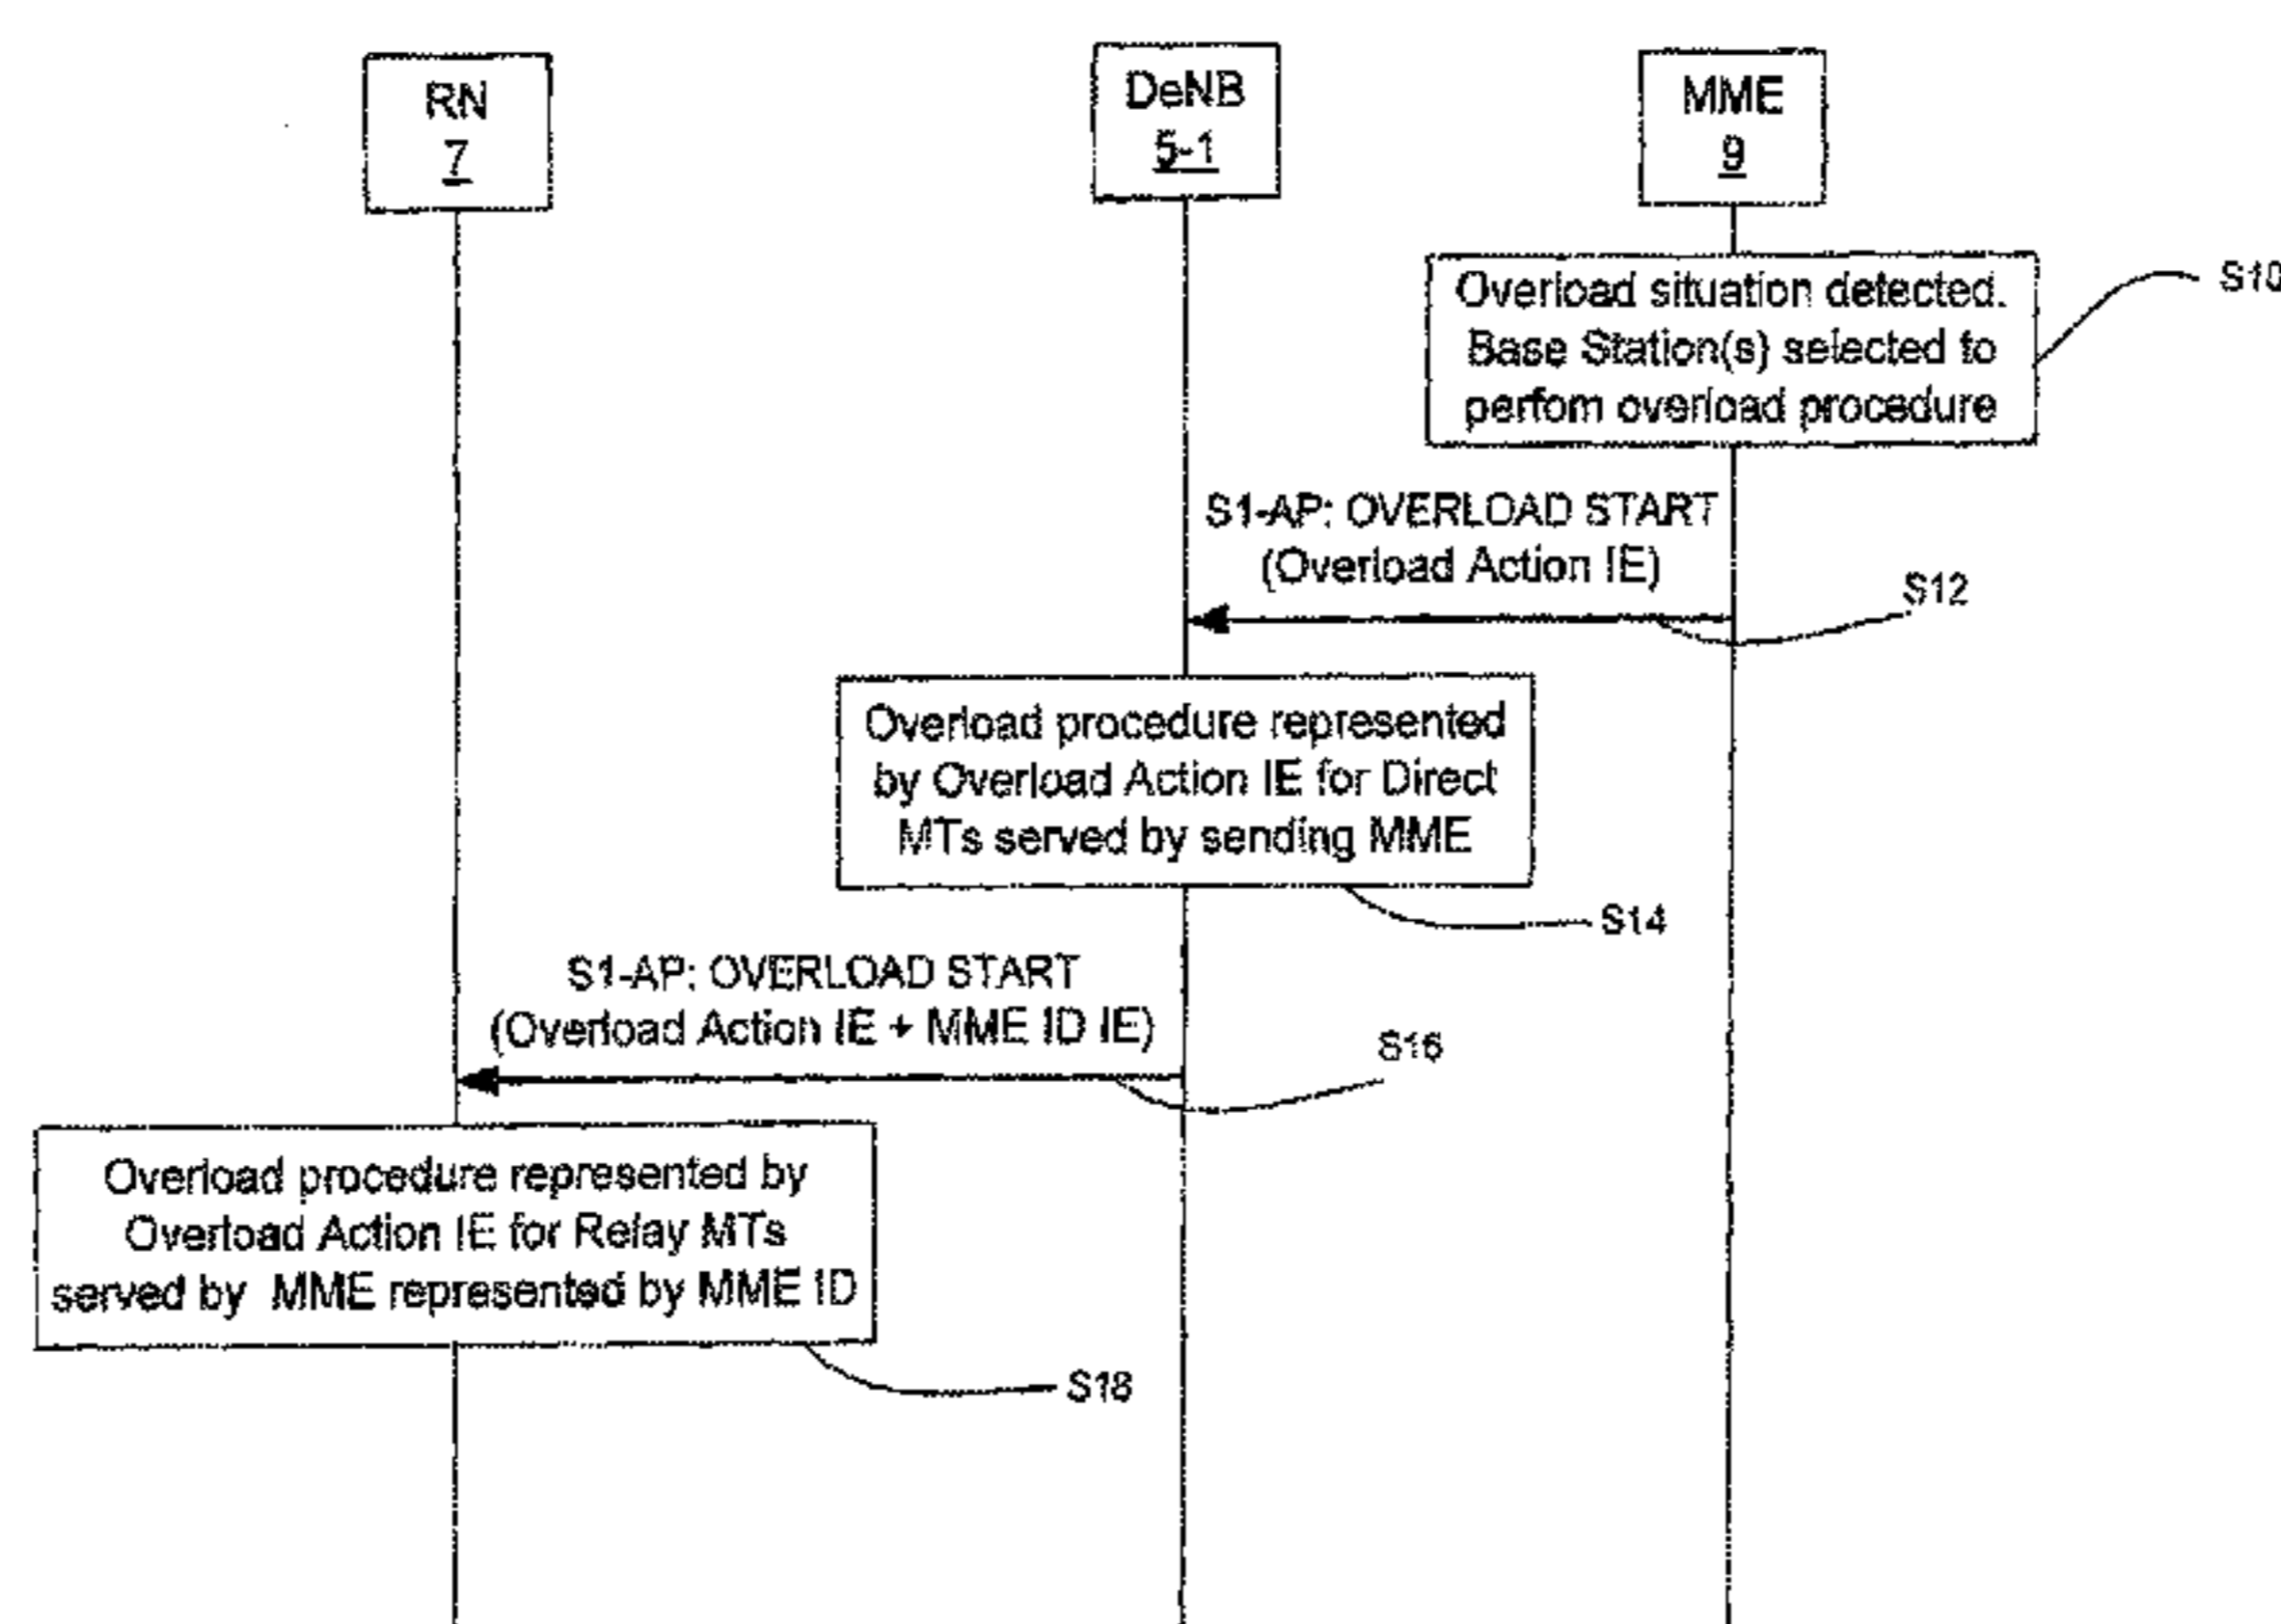 RN
7
DeNB
5-1
MME
9
Overload situation detected.
Base Station(s) selected to
perfom overload procedure
S10
S1-AP: OVERLOAD START
(Overload Action IE)
S12
Overload procedure represented
by Overload Action IE for Direct
MTs served by sending MME
S14
S1-AP: OVERLOAD START
(Overload Action IE + MME ID IE)
S16
Overload procedure represented by
Overload Action IE for Relay MTs
served by MME represented by MME ID
S18